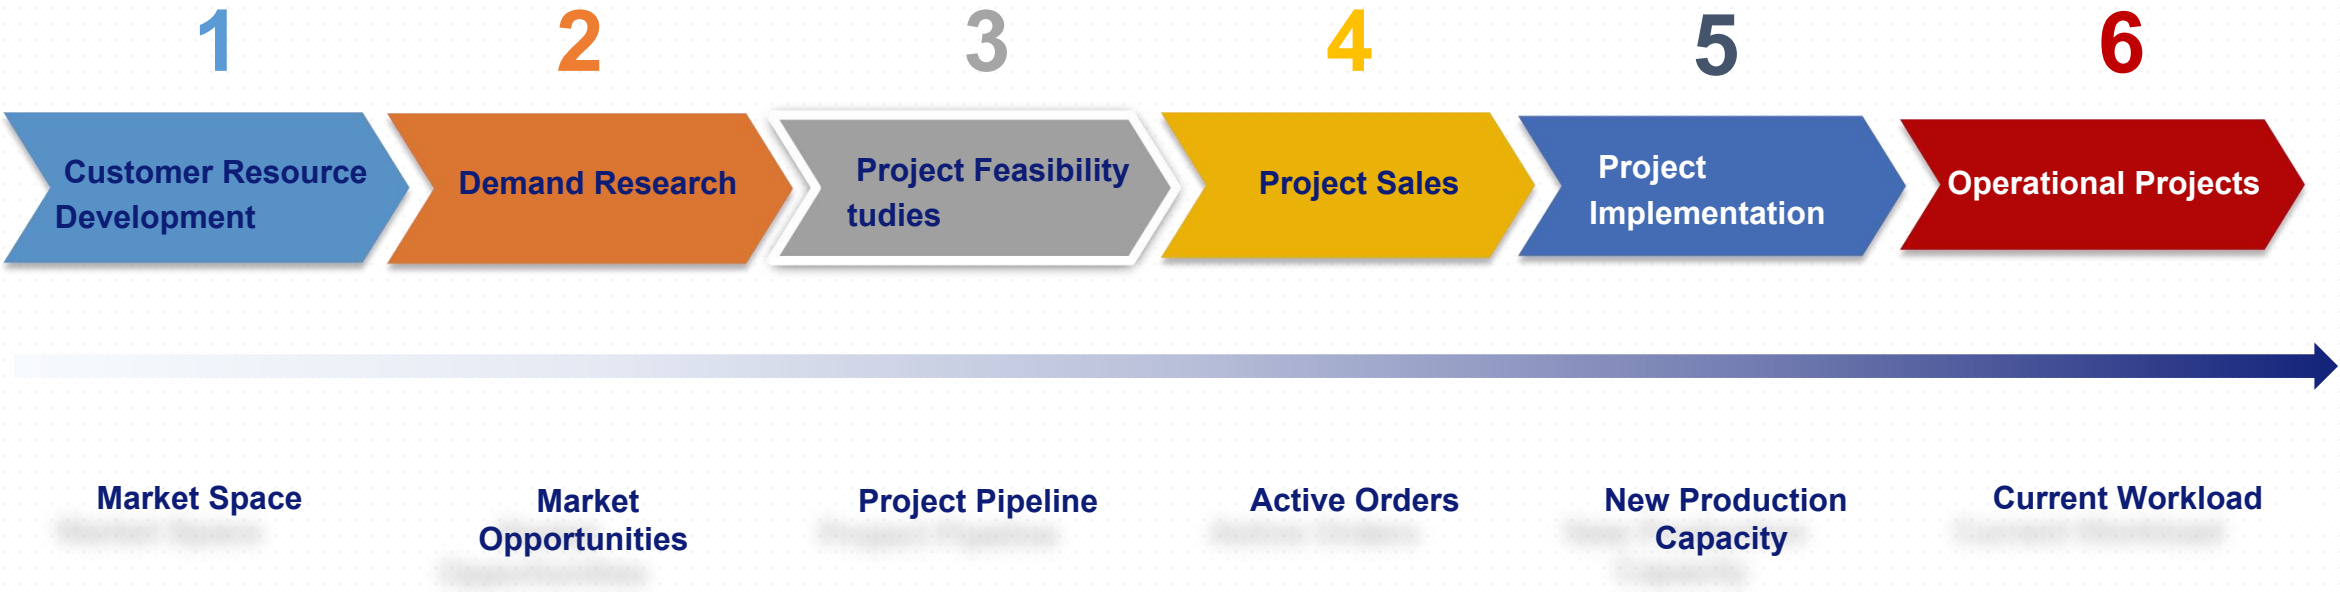 1
2
3
4
5
6
Customer Resource
Development
Demand Research
Project Feasibility
tudies
Project Sales
Project
Implementation
Operational Projects
Market Space
Market
Opportunities
Project Pipeline
Active Orders
New Production
Capacity
Current Workload